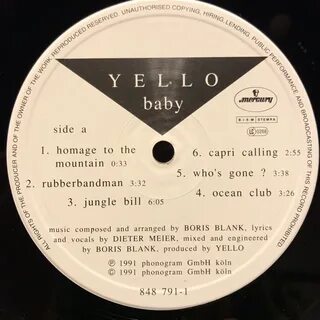 UNAUTHORISED COPYING, HIRING, LENDING, PUBLIC PERFORMANCE AND BROADCASTING OF THIS RECORD PROHIBITED
ALL RIGHTS OF THE PRODUCER AND OF THE OWNER OF THE WORK REPRODUCED RESERVED
YELLO
baby
mercury
side a
B·I·E·M STEMRA
1. homage to the mountain 0:33
2. rubberbandman 3:32
3. jungle bill 6:05
4. capri calling 2:55
5. who's gone ? 3:38
4. ocean club 3:26
music composed and arranged by BORIS BLANK, lyrics
and vocals by DIETER MEIER, mixed and engineered
by BORIS BLANK, produced by YELLO
℗ 1991 phonogram GmbH köln
© 1991 phonogram GmbH köln
848 791-1